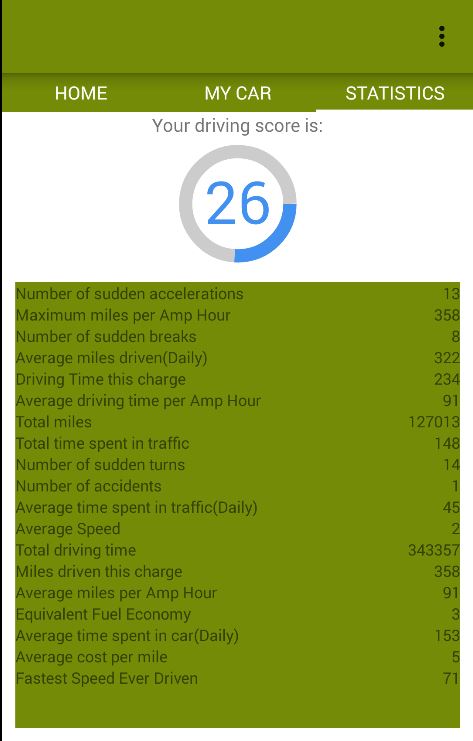 HOME MY CAR STATISTICS
Your driving score is:
26
Number of sudden accelerations 13
Maximum miles per Amp Hour 358
Number of sudden breaks 8
Average miles driven(Daily) 322
Driving Time this charge 234
Average driving time per Amp Hour 91
Total miles 127013
Total time spent in traffic 148
Number of sudden turns 14
Number of accidents 1
Average time spent in traffic(Daily) 45
Average Speed 2
Total driving time 343357
Miles driven this charge 358
Average miles per Amp Hour 91
Equivalent Fuel Economy 3
Average time spent in car(Daily) 153
Average cost per mile 5
Fastest Speed Ever Driven 71